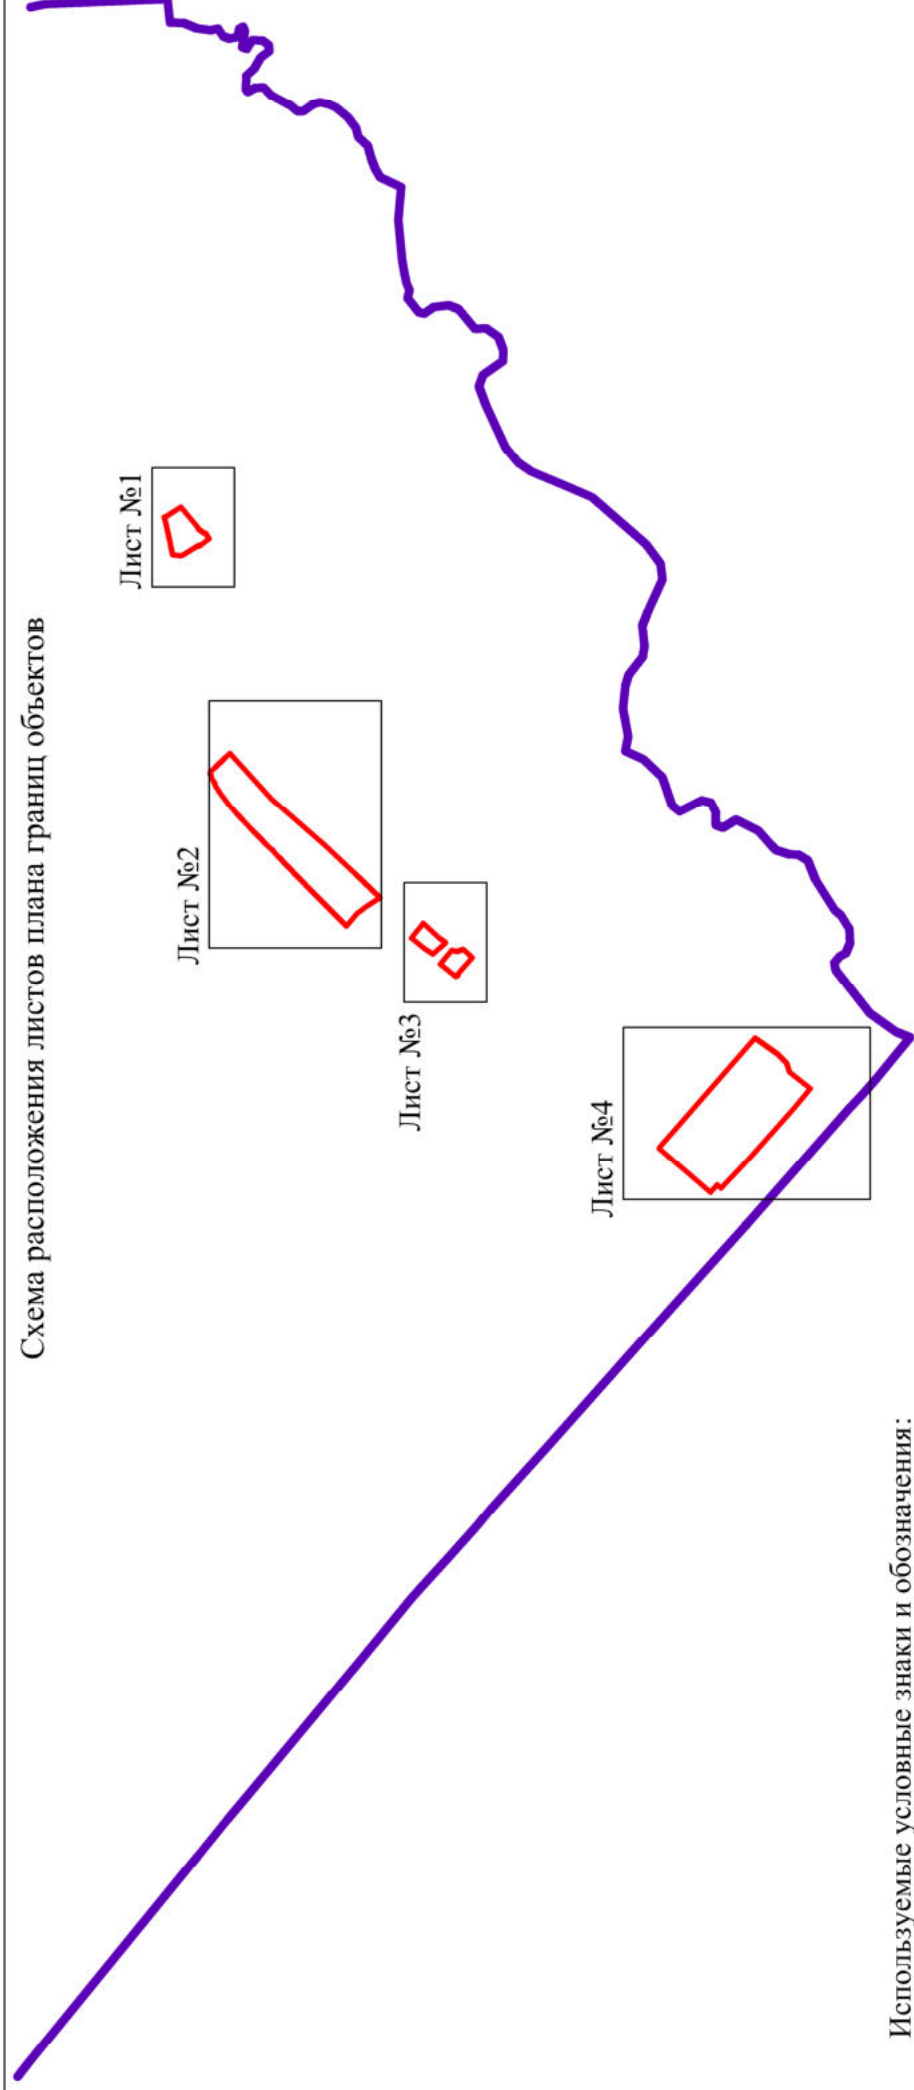 Схема расположения листов плана границ объектов
Лист №1
Лист №2
Лист №3
Лист №4
Используемые условные знаки и обозначения: